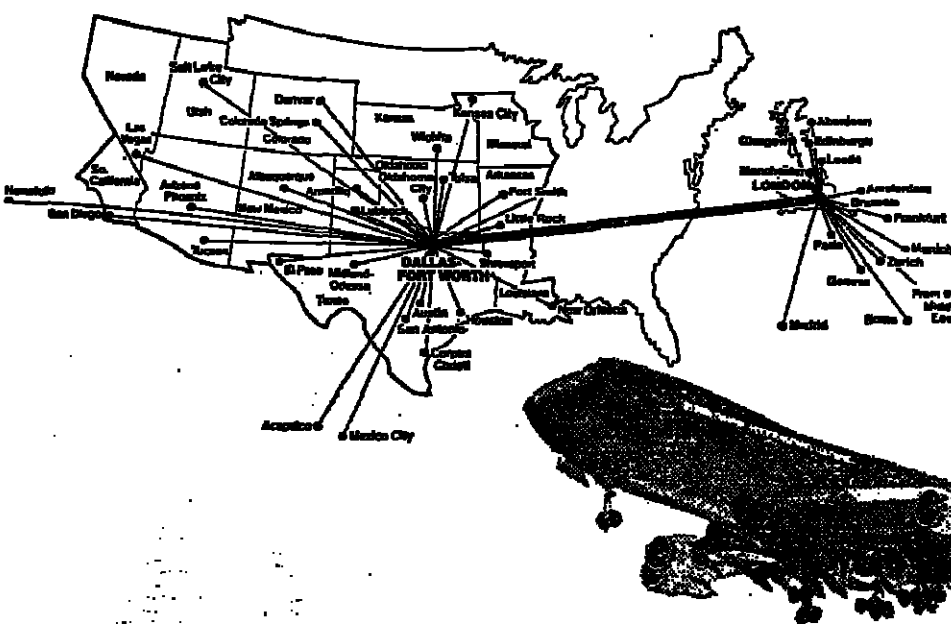 Nevada
Salt Lake
City
Utah
Denver
Colorado Springs
Colorado
Las
Vegas
So.
California
Kansas
Wichita
Kansas City
Missouri
Oklahoma
Oklahoma
City
Tulsa
Arkansas
Fort Smith
Little Rock
Albuquerque
Amarillo
Lubbock
New Mexico
Arizona
Phoenix
Honolulu
San Diego
Tucson
El Paso
Midland-
Odessa
Texas
DALLAS-
FORT WORTH
Shreveport
Louisiana
New Orleans
Austin
San Antonio
Houston
Corpus
Christi
Acapulco
Mexico City
Aberdeen
Glasgow
Edinburgh
Leeds
Manchester
LONDON
Amsterdam
Brussels
Frankfurt
Paris
Munich
Zurich
Geneva
From
Madrid
Rome